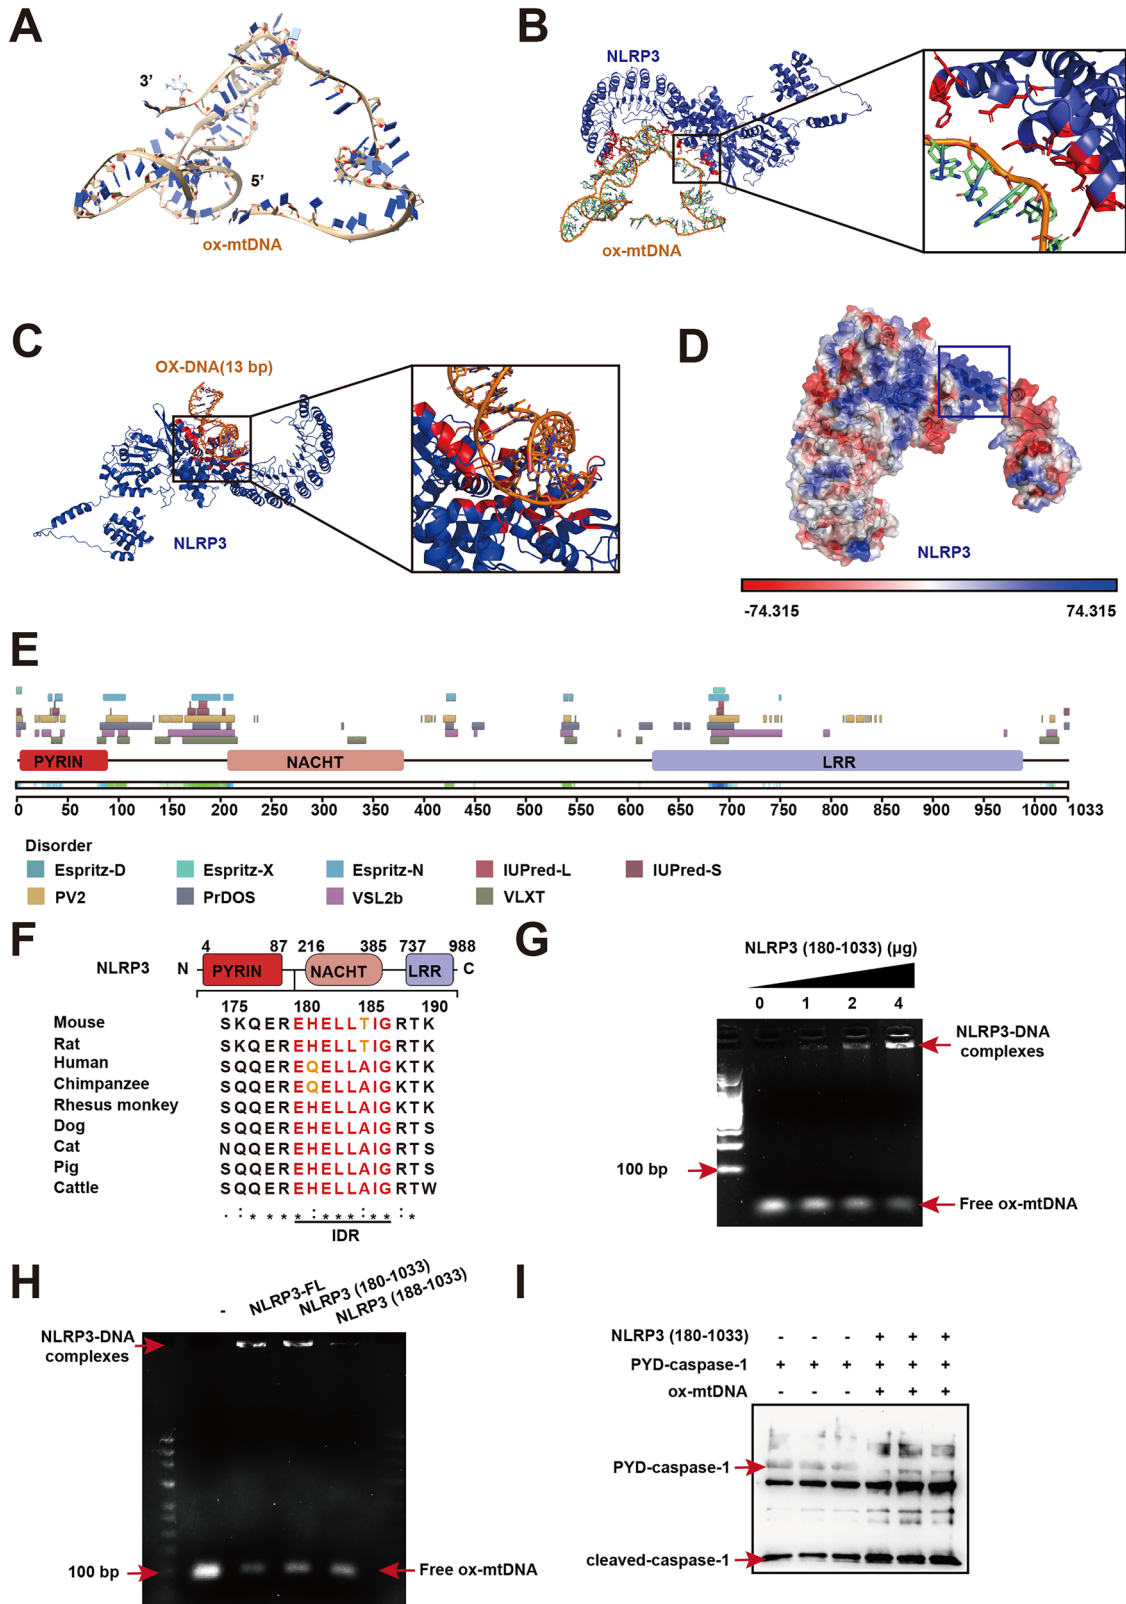 A
3’
5’
ox-mtDNA
B
NLRP3
ox-mtDNA
C
OX-DNA(13 bp)
NLRP3
D
NLRP3
-74.315
74.315
E
PYRIN
NACHT
LRR
0 50 100 150 200 250 300 350 400 450 500 550 600 650 700 750 800 850 900 950 1000 1033
Disorder
Espritz-D
Espritz-X
Espritz-N
IUPred-L
IUPred-S
PV2
PrDOS
VSL2b
VLXT
F
4 87 216 385 737 988
NLRP3 N PYRIN NACHT LRR C
175 180 185 190
Mouse SKQEREHELLTIGRTK
Rat SKQEREHELLTIGRTK
Human SQQEREQELLAIGKTK
Chimpanzee SQQEREQELLAIGKTK
Rhesus monkey SQQEREHELLAIGKTK
Dog SQQEREHELLAIGRTS
Cat NQQEREHELLAIGRTS
Pig SQQEREHELLAIGRTS
Cattle SQQEREHELLAIGRTW
. : * * * * : * * * : * * : *
IDR
G
NLRP3 (180-1033) (μg)
0 1 2 4
NLRP3-DNA
complexes
100 bp
Free ox-mtDNA
H
- NLRP3-FL NLRP3 (180-1033) NLRP3 (188-1033)
NLRP3-DNA
complexes
100 bp
Free ox-mtDNA
I
NLRP3 (180-1033) - - - + + +
PYD-caspase-1 + + + + + +
ox-mtDNA - - - + + +
PYD-caspase-1
cleaved-caspase-1